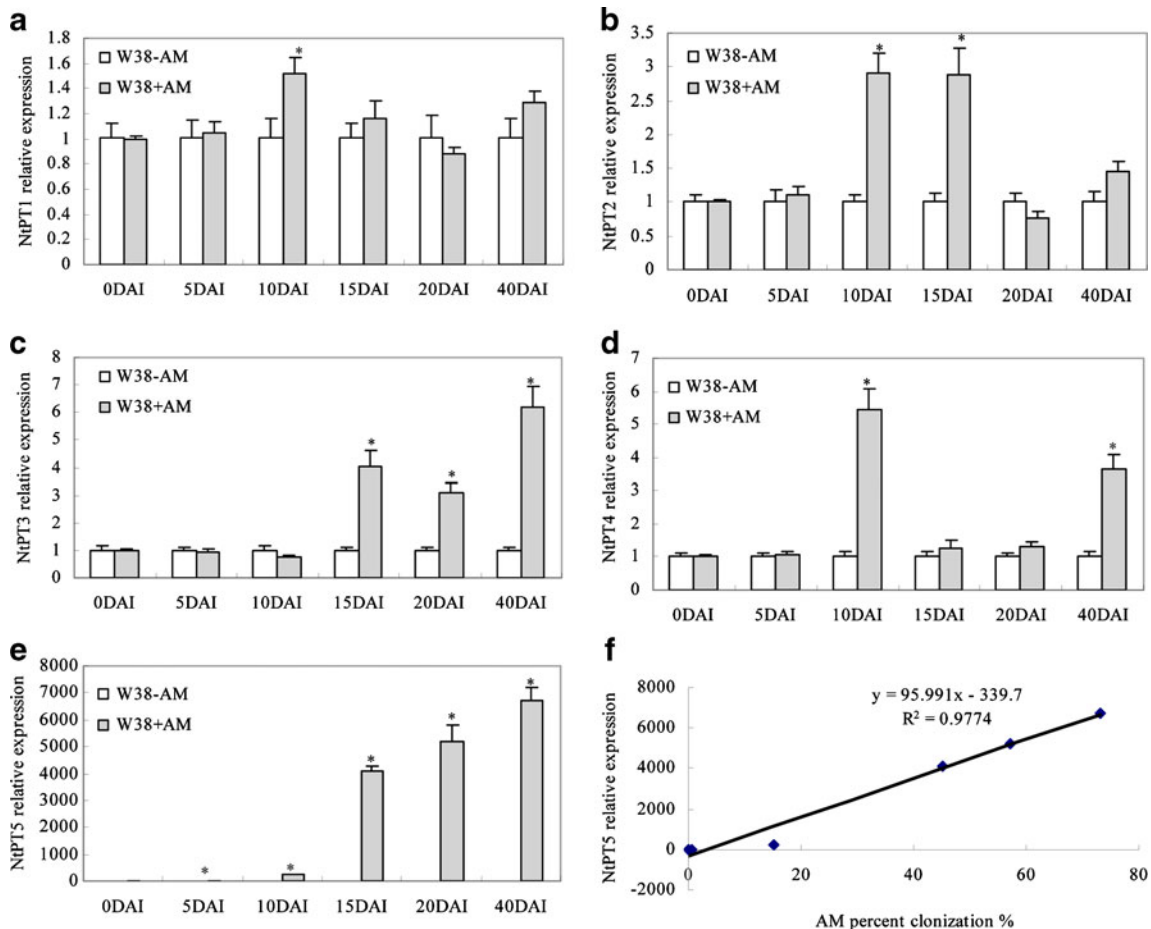 a
NtPT1 relative expression
1.8
1.6
1.4
1.2
1
0.8
0.6
0.4
0.2
0
W38-AM
W38+AM
*
0DAI 5DAI 10DAI 15DAI 20DAI 40DAI
b
NtPT2 relative expression
3.5
3
2.5
2
1.5
1
0.5
0
W38-AM
W38+AM
* *
0DAI 5DAI 10DAI 15DAI 20DAI 40DAI
c
NtPT3 relative expression
8
7
6
5
4
3
2
1
0
W38-AM
W38+AM
* * *
0DAI 5DAI 10DAI 15DAI 20DAI 40DAI
d
NtPT4 relative expression
7
6
5
4
3
2
1
0
W38-AM
W38+AM
* *
0DAI 5DAI 10DAI 15DAI 20DAI 40DAI
e
NtPT5 relative expression
8000
7000
6000
5000
4000
3000
2000
1000
0
W38-AM
W38+AM
* * * * *
0DAI 5DAI 10DAI 15DAI 20DAI 40DAI
f
NtPT5 relative expression
8000
6000
4000
2000
0
-2000
y = 95.991x - 339.7
R² = 0.9774
0 20 40 60 80
AM percent clonization %